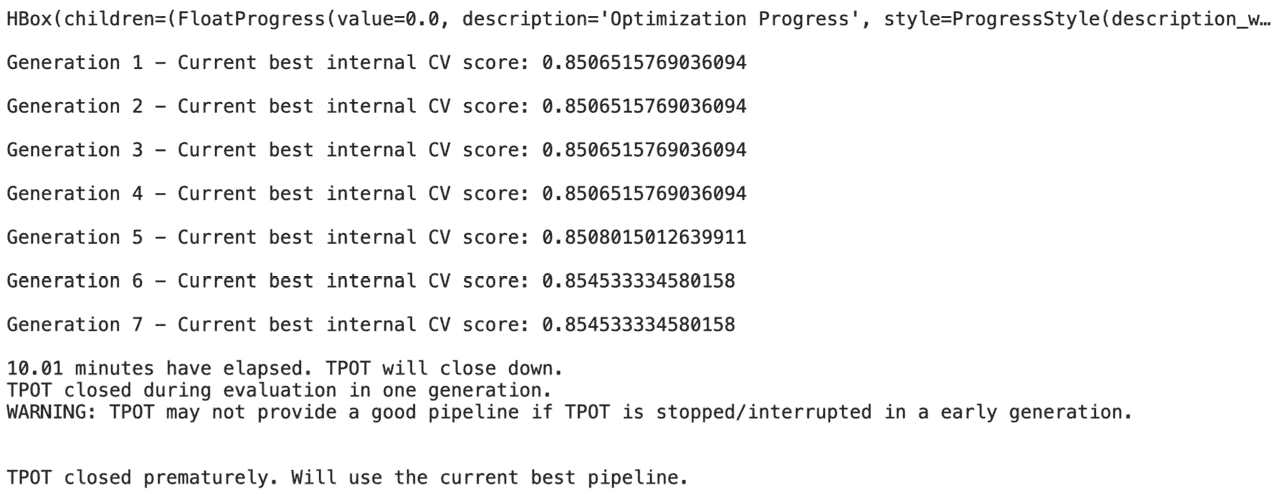 HBox(children=(FloatProgress(value=0.0, description='Optimization Progress', style=ProgressStyle(description_w…
Generation 1 – Current best internal CV score: 0.8506515769036094
Generation 2 – Current best internal CV score: 0.8506515769036094
Generation 3 – Current best internal CV score: 0.8506515769036094
Generation 4 – Current best internal CV score: 0.8506515769036094
Generation 5 – Current best internal CV score: 0.8508015012639911
Generation 6 – Current best internal CV score: 0.854533334580158
Generation 7 – Current best internal CV score: 0.854533334580158
10.01 minutes have elapsed. TPOT will close down.
TPOT closed during evaluation in one generation.
WARNING: TPOT may not provide a good pipeline if TPOT is stopped/interrupted in a early generation.
TPOT closed prematurely. Will use the current best pipeline.